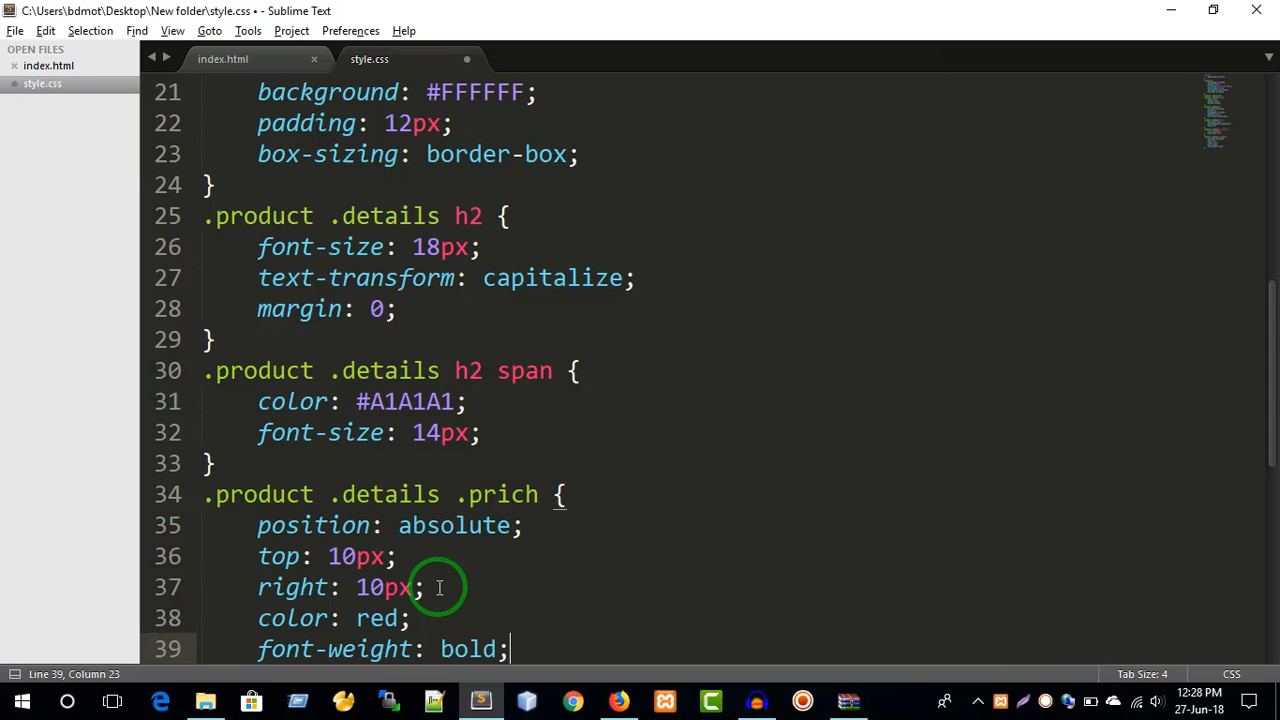 C:\Users\bdmot\Desktop\New folder\style.css • - Sublime Text
File Edit Selection Find View Goto Tools Project Preferences Help
OPEN FILES
index.html
style.css
index.html
style.css
21 background: #FFFFFF;
22 padding: 12px;
23 box-sizing: border-box;
24 }
25 .product .details h2 {
26 font-size: 18px;
27 text-transform: capitalize;
28 margin: 0;
29 }
30 .product .details h2 span {
31 color: #A1A1A1;
32 font-size: 14px;
33 }
34 .product .details .prich {
35 position: absolute;
36 top: 10px;
37 right: 10px;
38 color: red;
39 font-weight: bold;
Line 39, Column 23
Tab Size: 4
CSS
12:28 PM
27-Jun-18